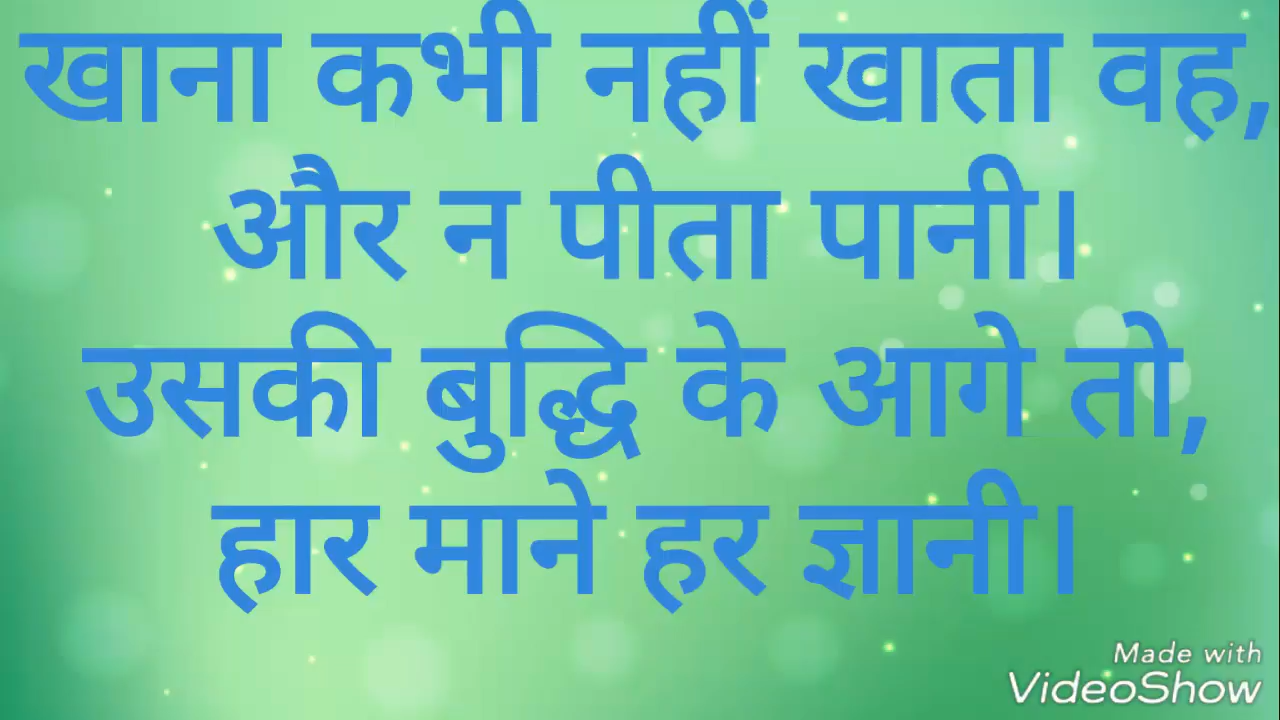 खाना कभी नहीं खाता वह,
और न पीता पानी।
उसकी बुद्धि के आगे तो,
हार माने हर ज्ञानी।
Made with
VideoShow